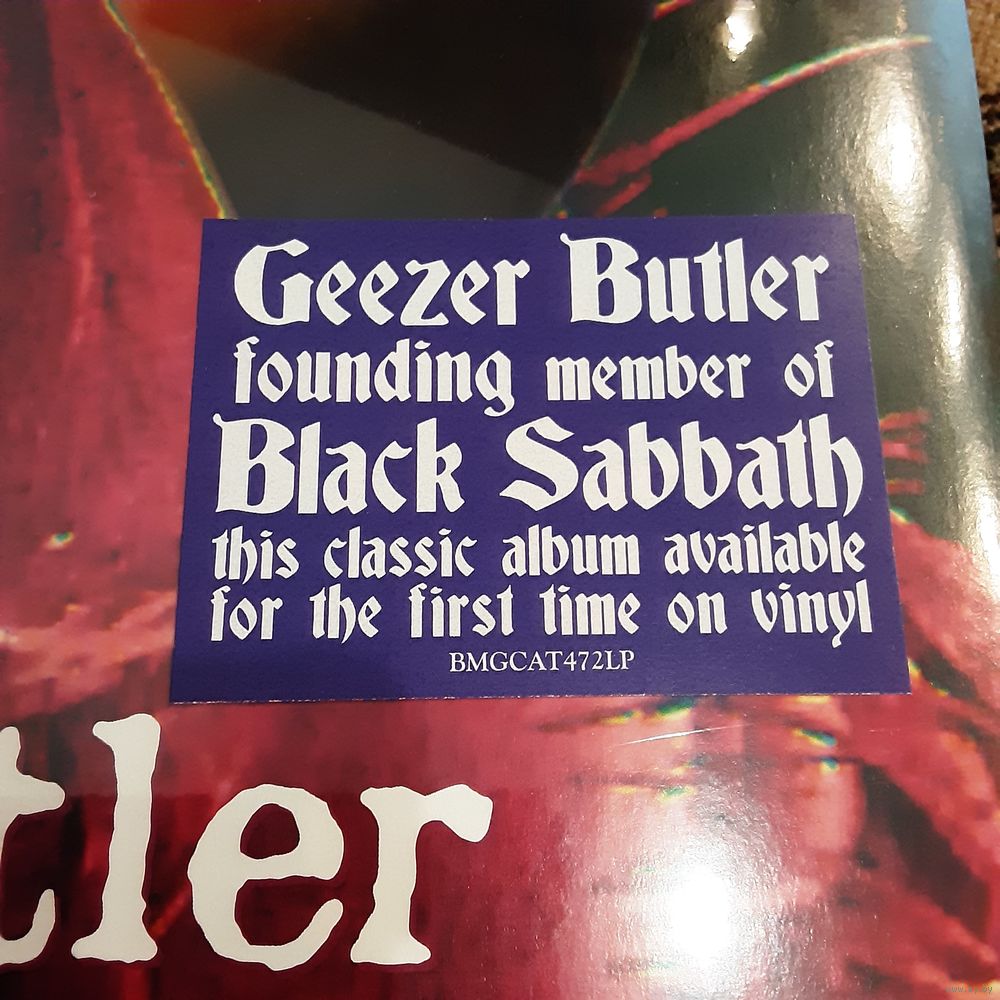 Geezer Butler
founding member of
Black Sabbath
this classic album available
for the first time on vinyl
BMGCAT472LP
tler